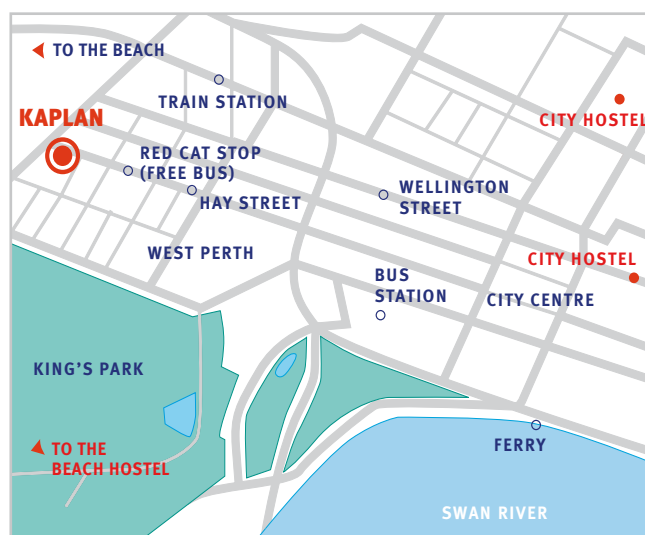 TO THE BEACH
TRAIN STATION
KAPLAN
CITY HOSTEL
RED CAT STOP
(FREE BUS)
HAY STREET
WELLINGTON
STREET
WEST PERTH
CITY HOSTEL
BUS
STATION
CITY CENTRE
KING'S PARK
TO THE
BEACH HOSTEL
FERRY
SWAN RIVER